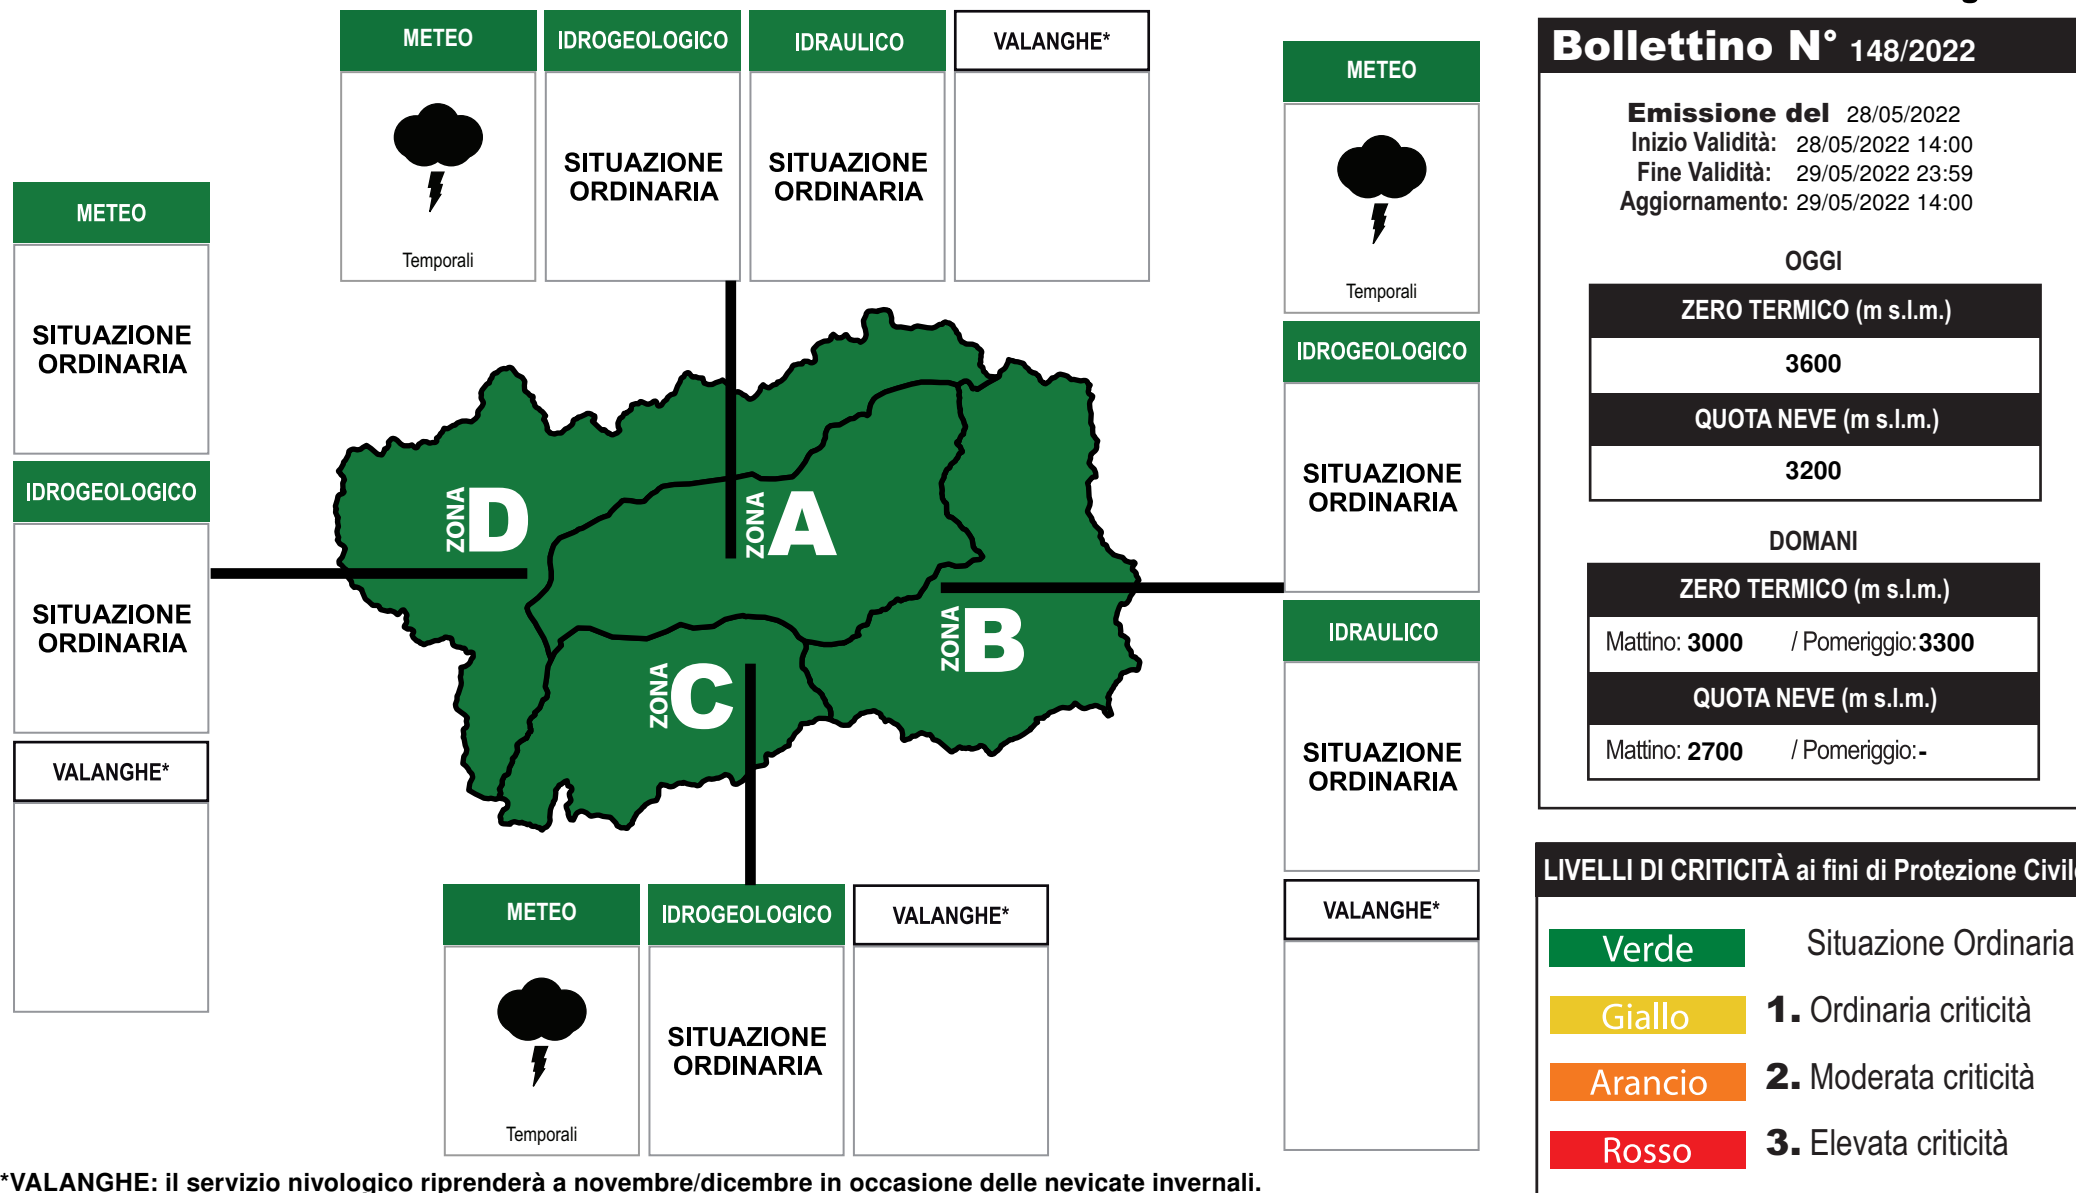 METEO
IDROGEOLOGICO
IDRAULICO
VALANGHE*
Temporali
SITUAZIONE
ORDINARIA
SITUAZIONE
ORDINARIA
METEO
Temporali
IDROGEOLOGICO
SITUAZIONE
ORDINARIA
IDRAULICO
SITUAZIONE
ORDINARIA
VALANGHE*
METEO
SITUAZIONE
ORDINARIA
IDROGEOLOGICO
SITUAZIONE
ORDINARIA
VALANGHE*
ZONA D
ZONA A
ZONA B
ZONA C
METEO
IDROGEOLOGICO
VALANGHE*
Temporali
SITUAZIONE
ORDINARIA
*VALANGHE: il servizio nivologico riprenderà a novembre/dicembre in occasione delle nevicate invernali.
Bollettino N° 148/2022
Emissione del 28/05/2022
Inizio Validità: 28/05/2022 14:00
Fine Validità: 29/05/2022 23:59
Aggiornamento: 29/05/2022 14:00
OGGI
ZERO TERMICO (m s.l.m.)
3600
QUOTA NEVE (m s.l.m.)
3200
DOMANI
ZERO TERMICO (m s.l.m.)
Mattino: 3000 / Pomeriggio: 3300
QUOTA NEVE (m s.l.m.)
Mattino: 2700 / Pomeriggio: -
LIVELLI DI CRITICITÀ ai fini di Protezione Civile
Verde Situazione Ordinaria
Giallo 1. Ordinaria criticità
Arancio 2. Moderata criticità
Rosso 3. Elevata criticità